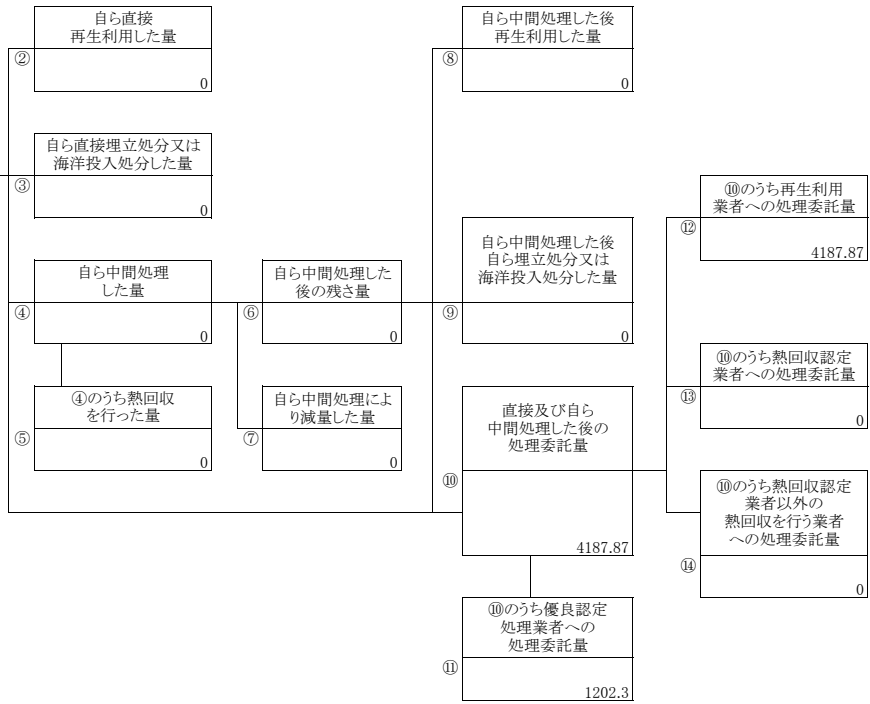 自ら直接
再生利用した量
②
0
自ら直接埋立処分又は
海洋投入処分した量
③
0
自ら中間処理
した量
④
0
④のうち熱回収
を行った量
⑤
0
自ら中間処理した
後の残さ量
⑥
0
自ら中間処理によ
り減量した量
⑦
0
自ら中間処理した後
再生利用した量
⑧
0
自ら中間処理した後
自ら埋立処分又は
海洋投入処分した量
⑨
0
直接及び自ら
中間処理した後の
処理委託量
⑩
4187.87
⑩のうち優良認定
処理業者への
処理委託量
⑪
1202.3
⑩のうち再生利用
業者への処理委託量
⑫
4187.87
⑩のうち熱回収認定
業者への処理委託量
⑬
0
⑩のうち熱回収認定
業者以外の
熱回収を行う業者
への処理委託量
⑭
0